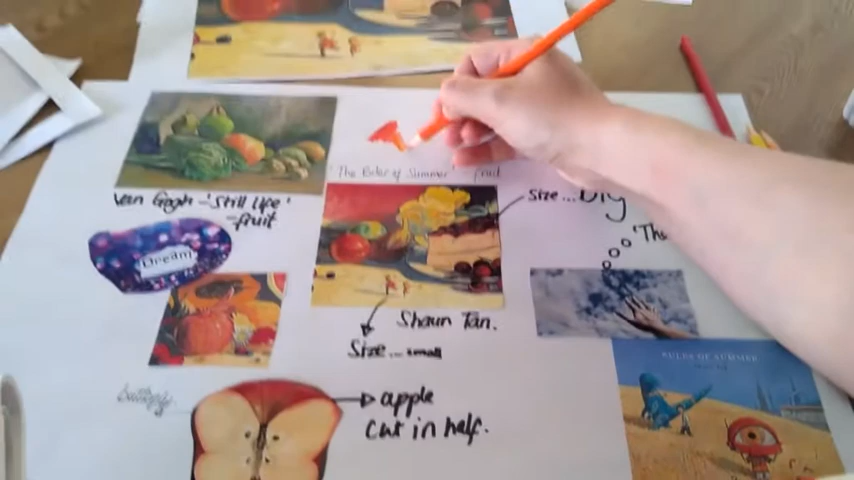 'The Rules of Summer' - fruit
Van Gogh - 'Still life'
- fruit
Size... Big
'The
Dream
Shaun Tan.
Size... small
RULES OF SUMMER
apple
cut in half.